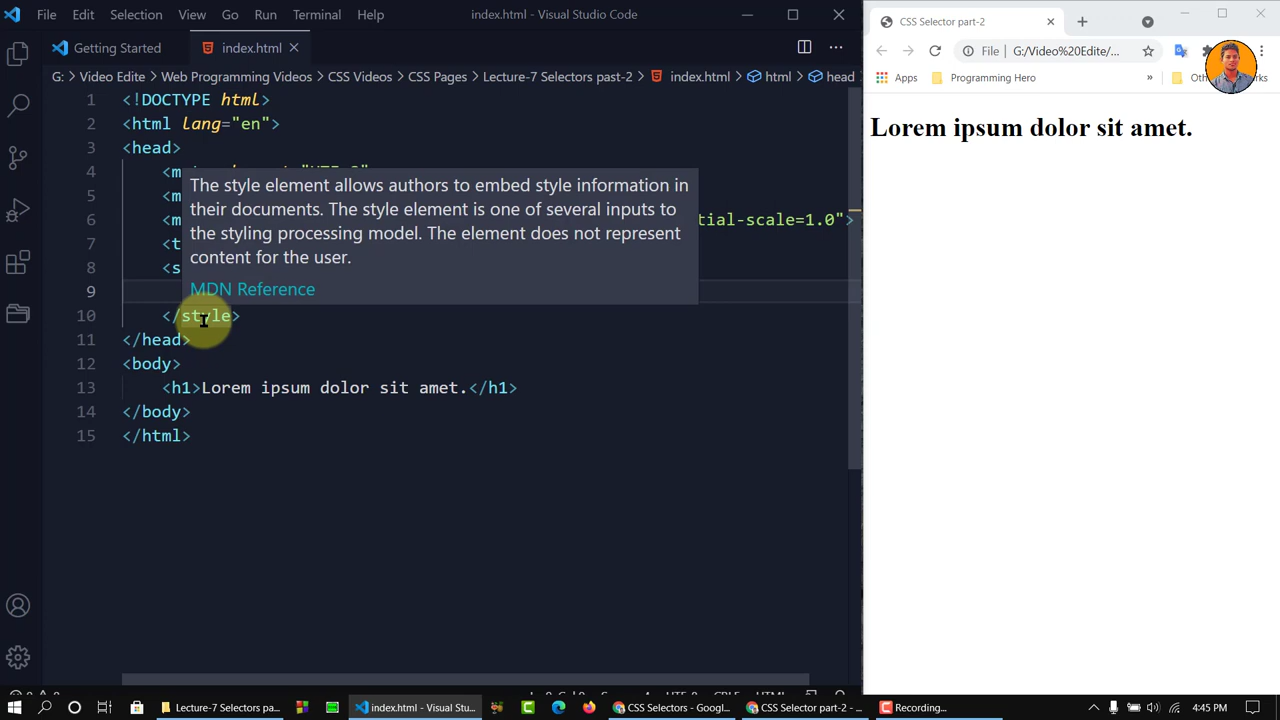 File Edit Selection View Go Run Terminal Help index.html - Visual Studio Code
Getting Started index.html
G: > Video Edite > Web Programming Videos > CSS Videos > CSS Pages > Lecture-7 Selectors past-2 > index.html > html > head
1 <!DOCTYPE html>
2 <html lang="en">
3 <head>
4 <m
5 <m
6 <m tial-scale=1.0">
7 <t
8 <s
9
10 </style>
11 </head>
12 <body>
13 <h1>Lorem ipsum dolor sit amet.</h1>
14 </body>
15 </html>
The style element allows authors to embed style information in
their documents. The style element is one of several inputs to
the styling processing model. The element does not represent
content for the user.
MDN Reference
CSS Selector part-2
File G:/Video%20Edite/...
Apps Programming Hero »
Lorem ipsum dolor sit amet.
Lecture-7 Selectors pa... index.html - Visual Stu... CSS Selectors - Googl... CSS Selector part-2 - ... Recording... 4:45 PM